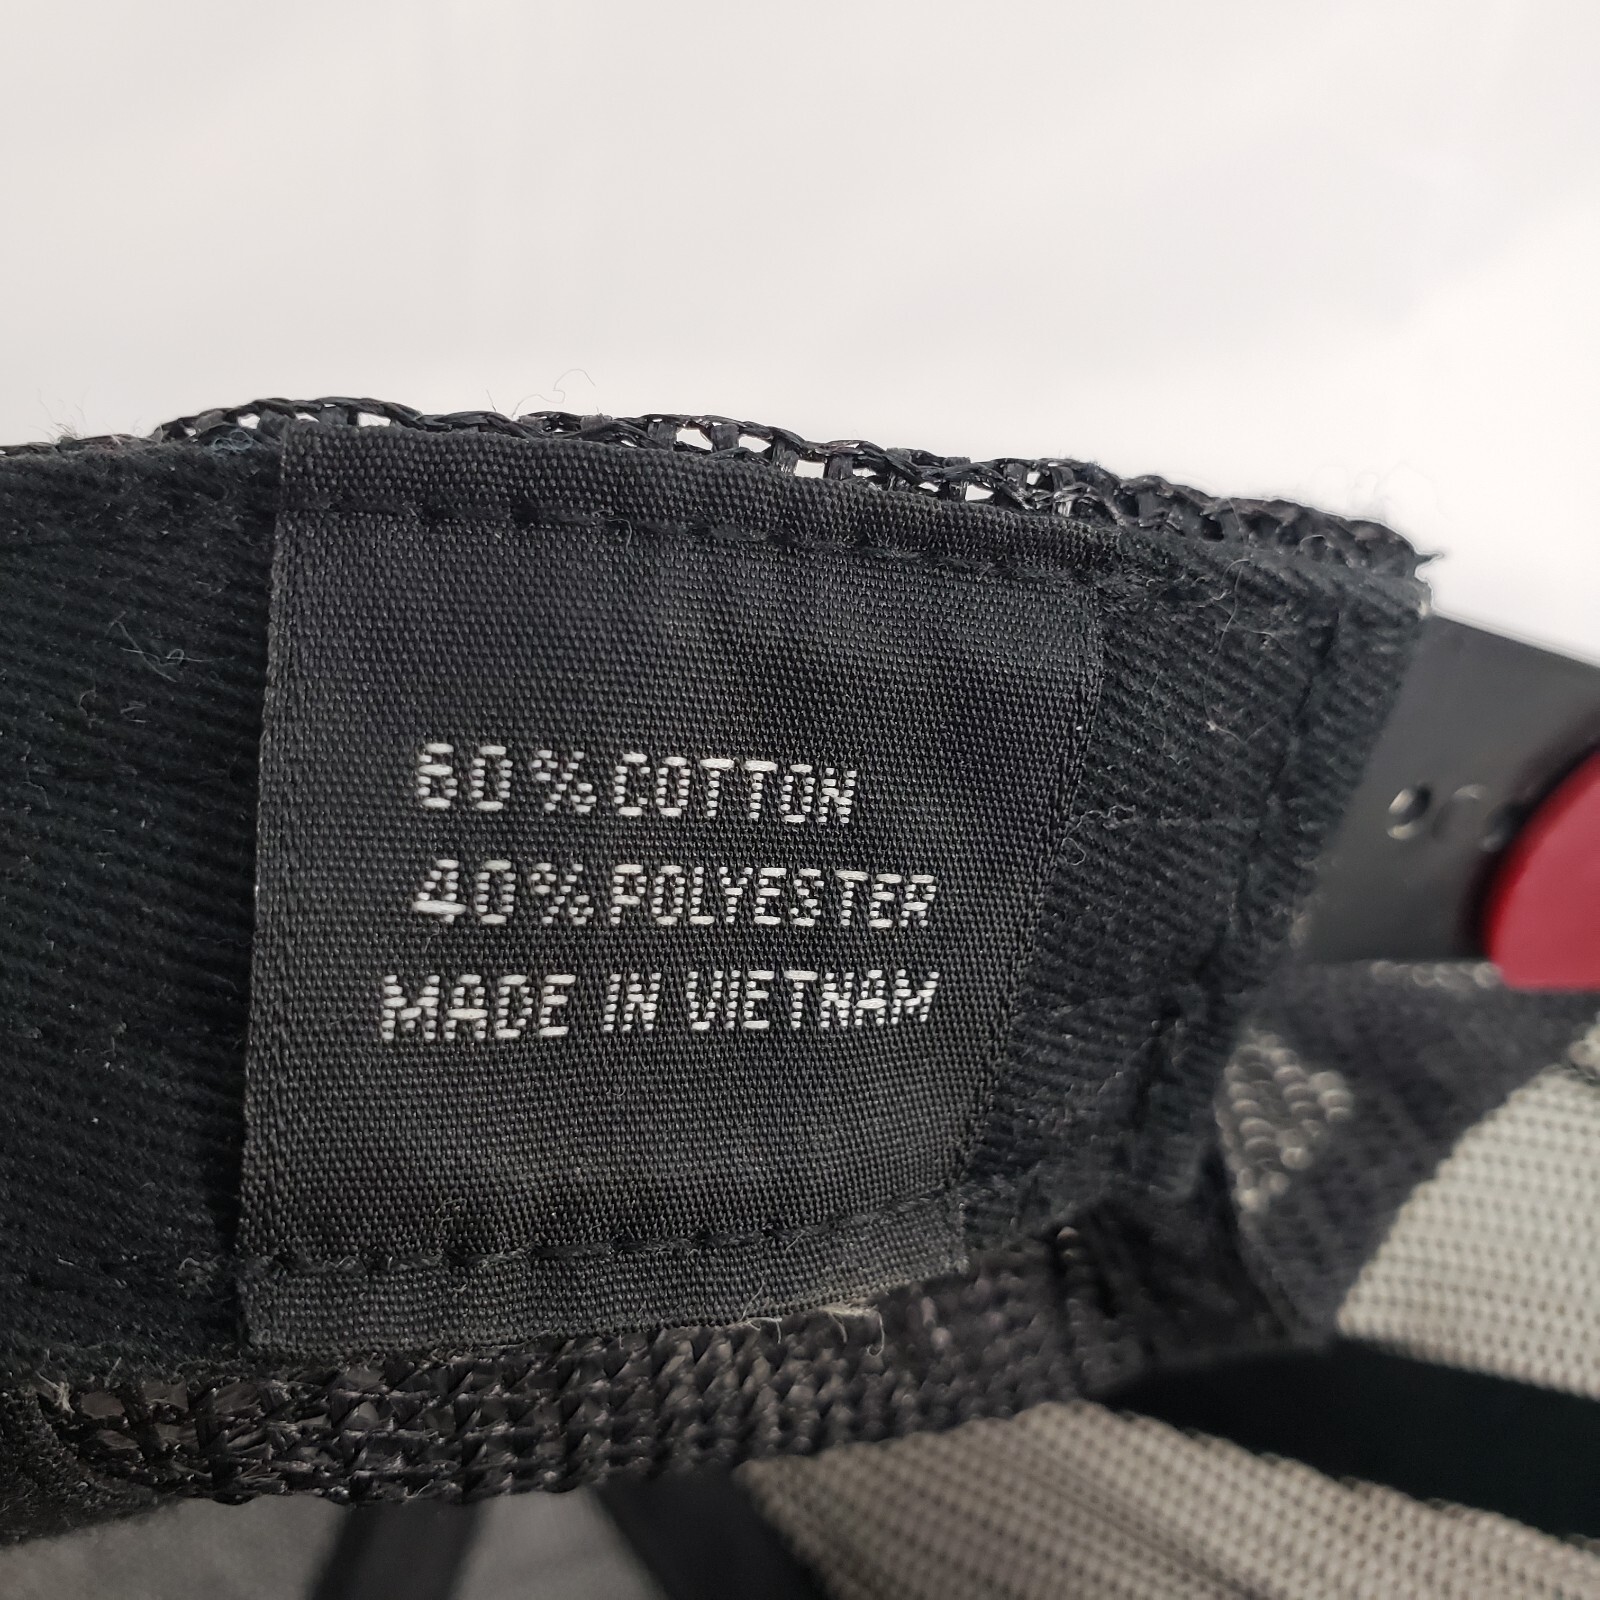 60% COTTON
40% POLYESTER
MADE IN VIETNAM